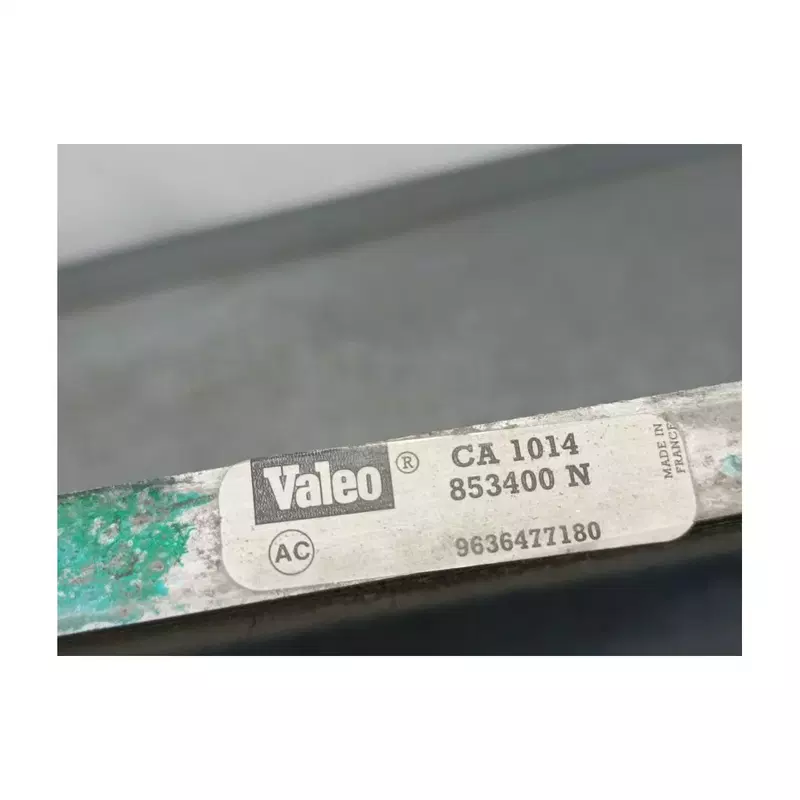 Valeo ®
CA 1014
853400 N
MADE IN
FRANCE
AC
9636477180